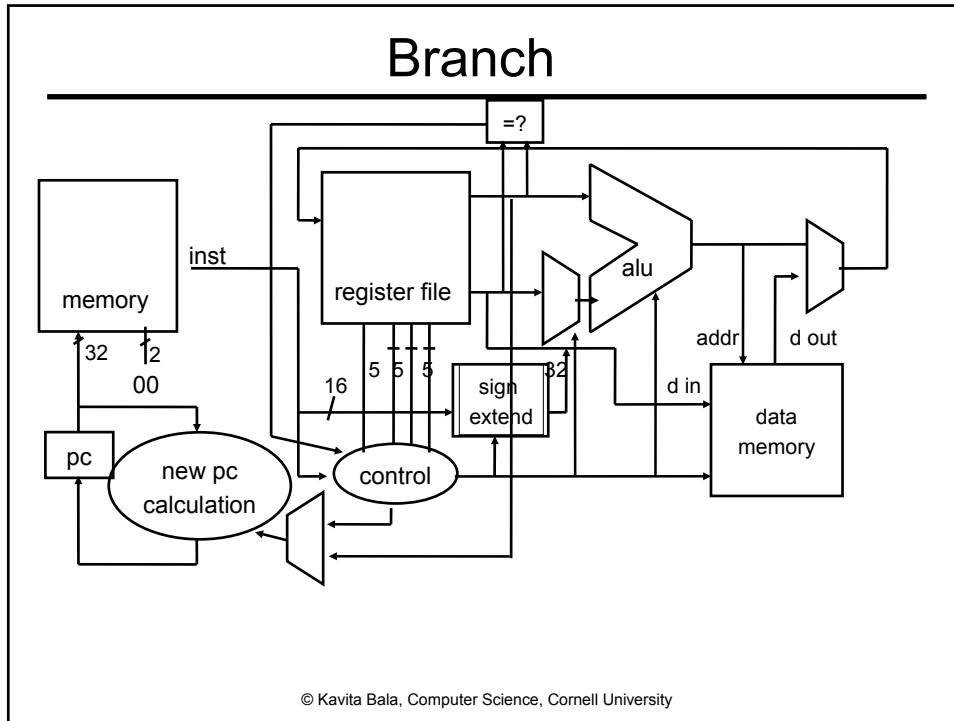 Branch
=?
inst
memory
register file
alu
32
2
00
addr
d out
5
5
5
32
16
sign
extend
d in
data
memory
pc
new pc
calculation
control
© Kavita Bala, Computer Science, Cornell University